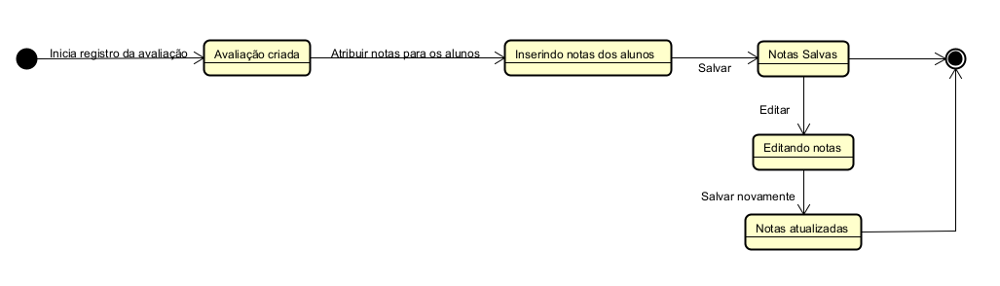 Inicia registro da avaliação
Avaliação criada
Atribuir notas para os alunos
Inserindo notas dos alunos
Salvar
Notas Salvas
Editar
Editando notas
Salvar novamente
Notas atualizadas